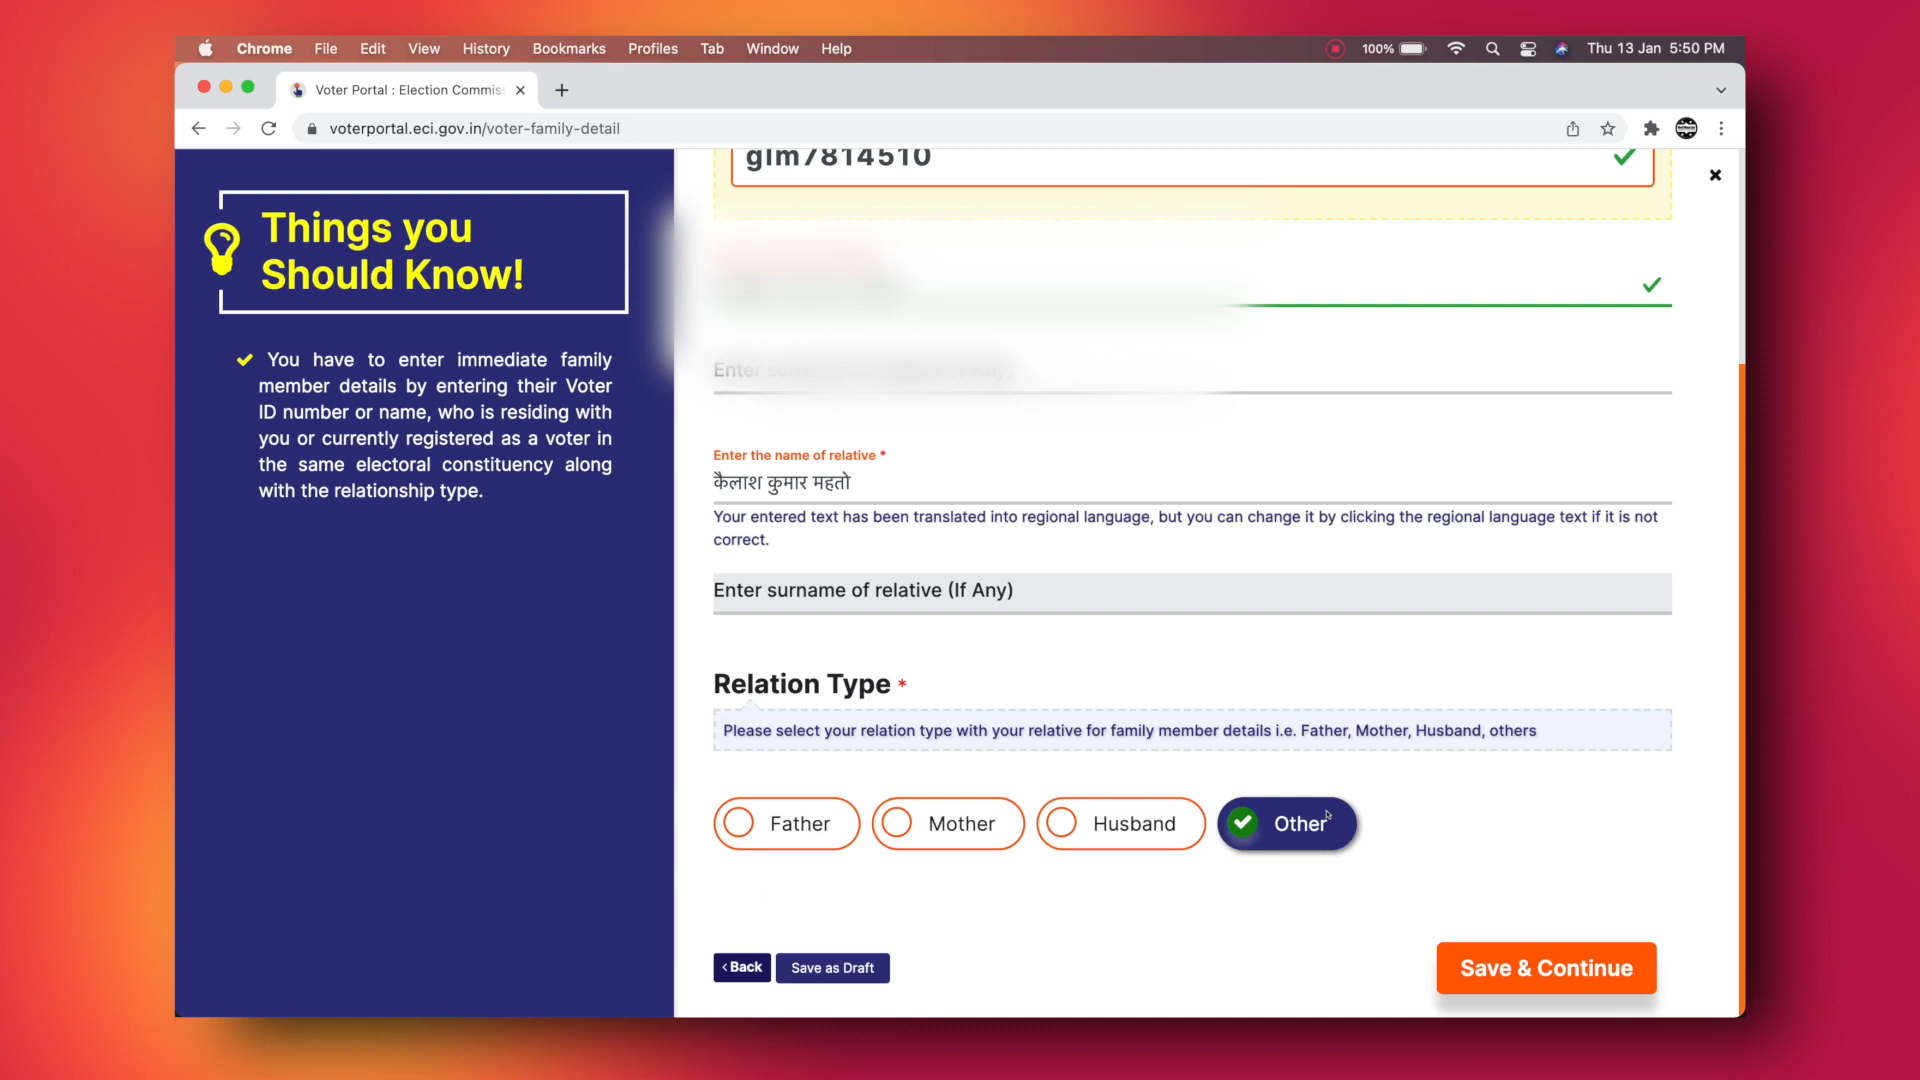 Chrome File Edit View History Bookmarks Profiles Tab Window Help 100% Thu 13 Jan 5:50 PM
Voter Portal : Election Commis
voterportal.eci.gov.in/voter-family-detail
Things you
Should Know!
You have to enter immediate family
member details by entering their Voter
ID number or name, who is residing with
you or currently registered as a voter in
the same electoral constituency along
with the relationship type.
glm7814510
Enter
Enter the name of relative *
कैलाश कुमार महतो
Your entered text has been translated into regional language, but you can change it by clicking the regional language text if it is not
correct.
Enter surname of relative (If Any)
Relation Type *
Please select your relation type with your relative for family member details i.e. Father, Mother, Husband, others
Father Mother Husband Other
Back Save as Draft Save & Continue